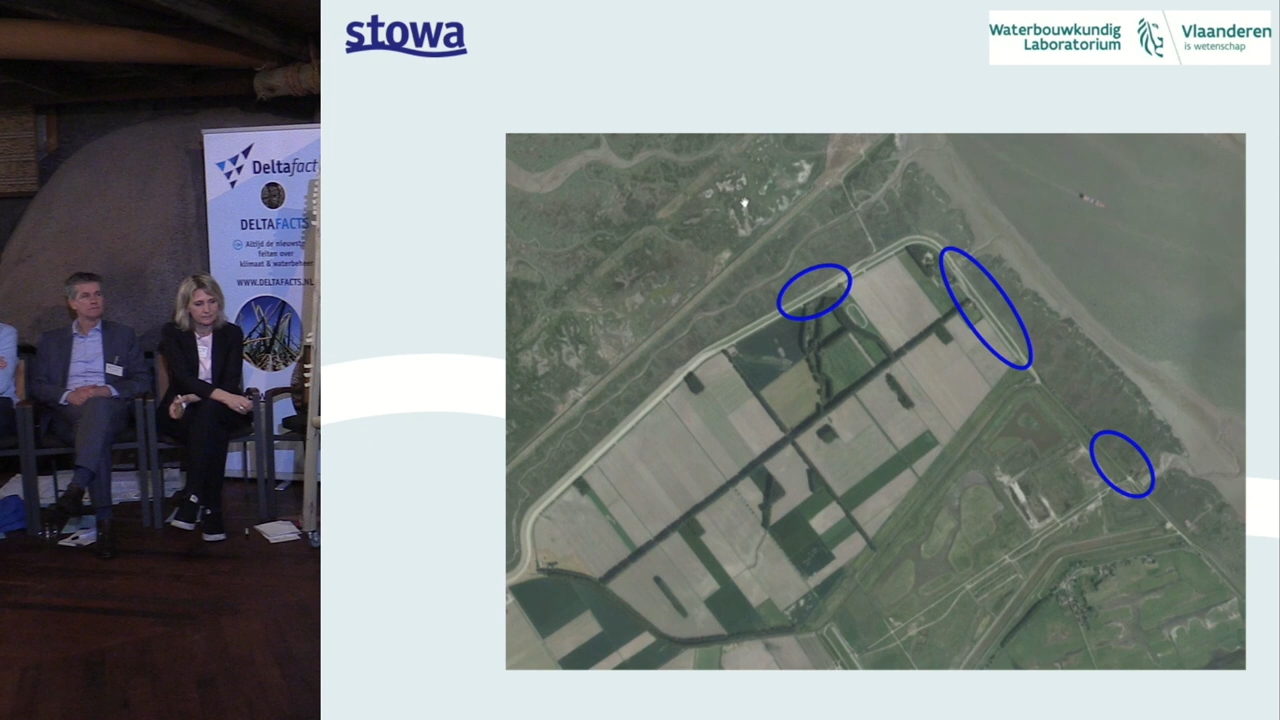 stowa
Waterbouwkundig
Laboratorium
Vlaanderen
is wetenschap
Deltafact
DELTAFACTS
Altijd de nieuwste
feiten over
klimaat & waterbeheer
WWW.DELTAFACTS.NL